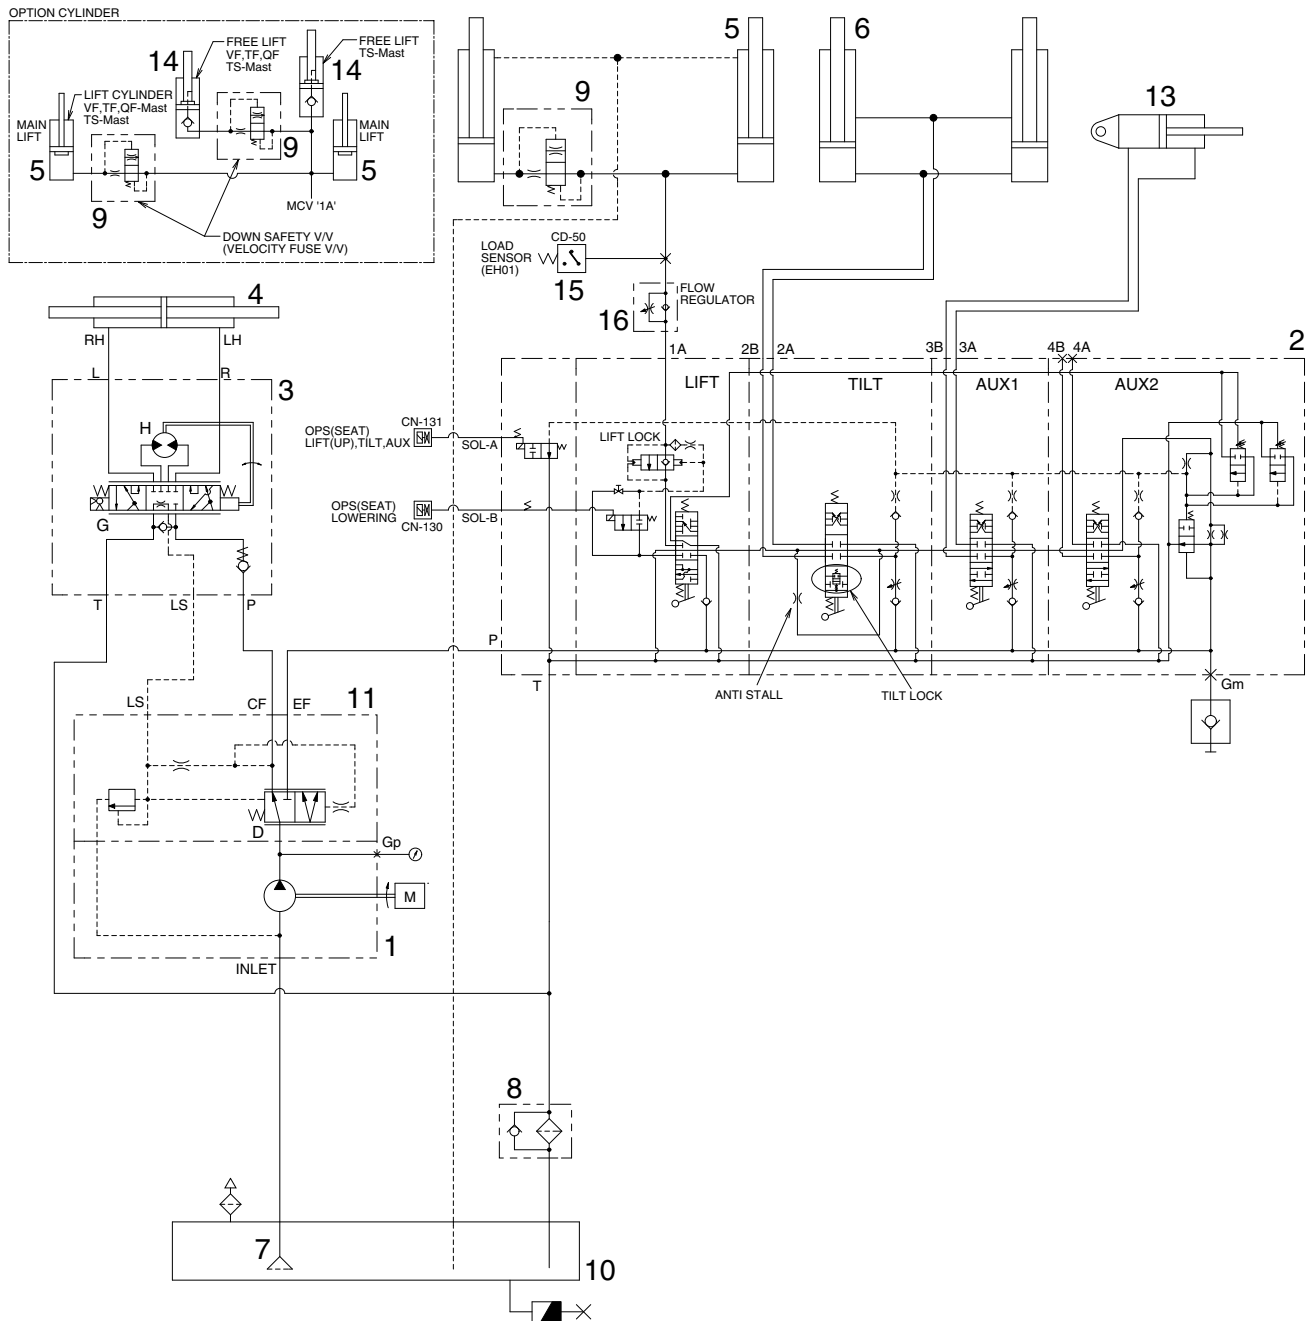 OPTION CYLINDER
14
FREE LIFT
VF,TF,QF
TS-Mast
FREE LIFT
TS-Mast
14
LIFT CYLINDER
VF,TF,QF-Mast
TS-Mast
MAIN
LIFT
5
9
9
MAIN
LIFT
5
MCV '1A'
DOWN SAFETY V/V
(VELOCITY FUSE V/V)
5
6
9
13
LOAD
SENSOR
(EH01)
CD-50
15
FLOW
REGULATOR
16
4
RH
LH
L
R
3
H
G
T
LS
P
1A
2B
2A
3B
3A
4B
4A
2
LIFT
TILT
AUX1
AUX2
OPS(SEAT)
LIFT(UP),TILT,AUX
CN-131
SOL-A
LIFT LOCK
OPS(SEAT)
LOWERING
CN-130
SOL-B
P
T
ANTI STALL
TILT LOCK
Gm
LS
CF
EF
11
D
Gp
M
1
INLET
8
7
10